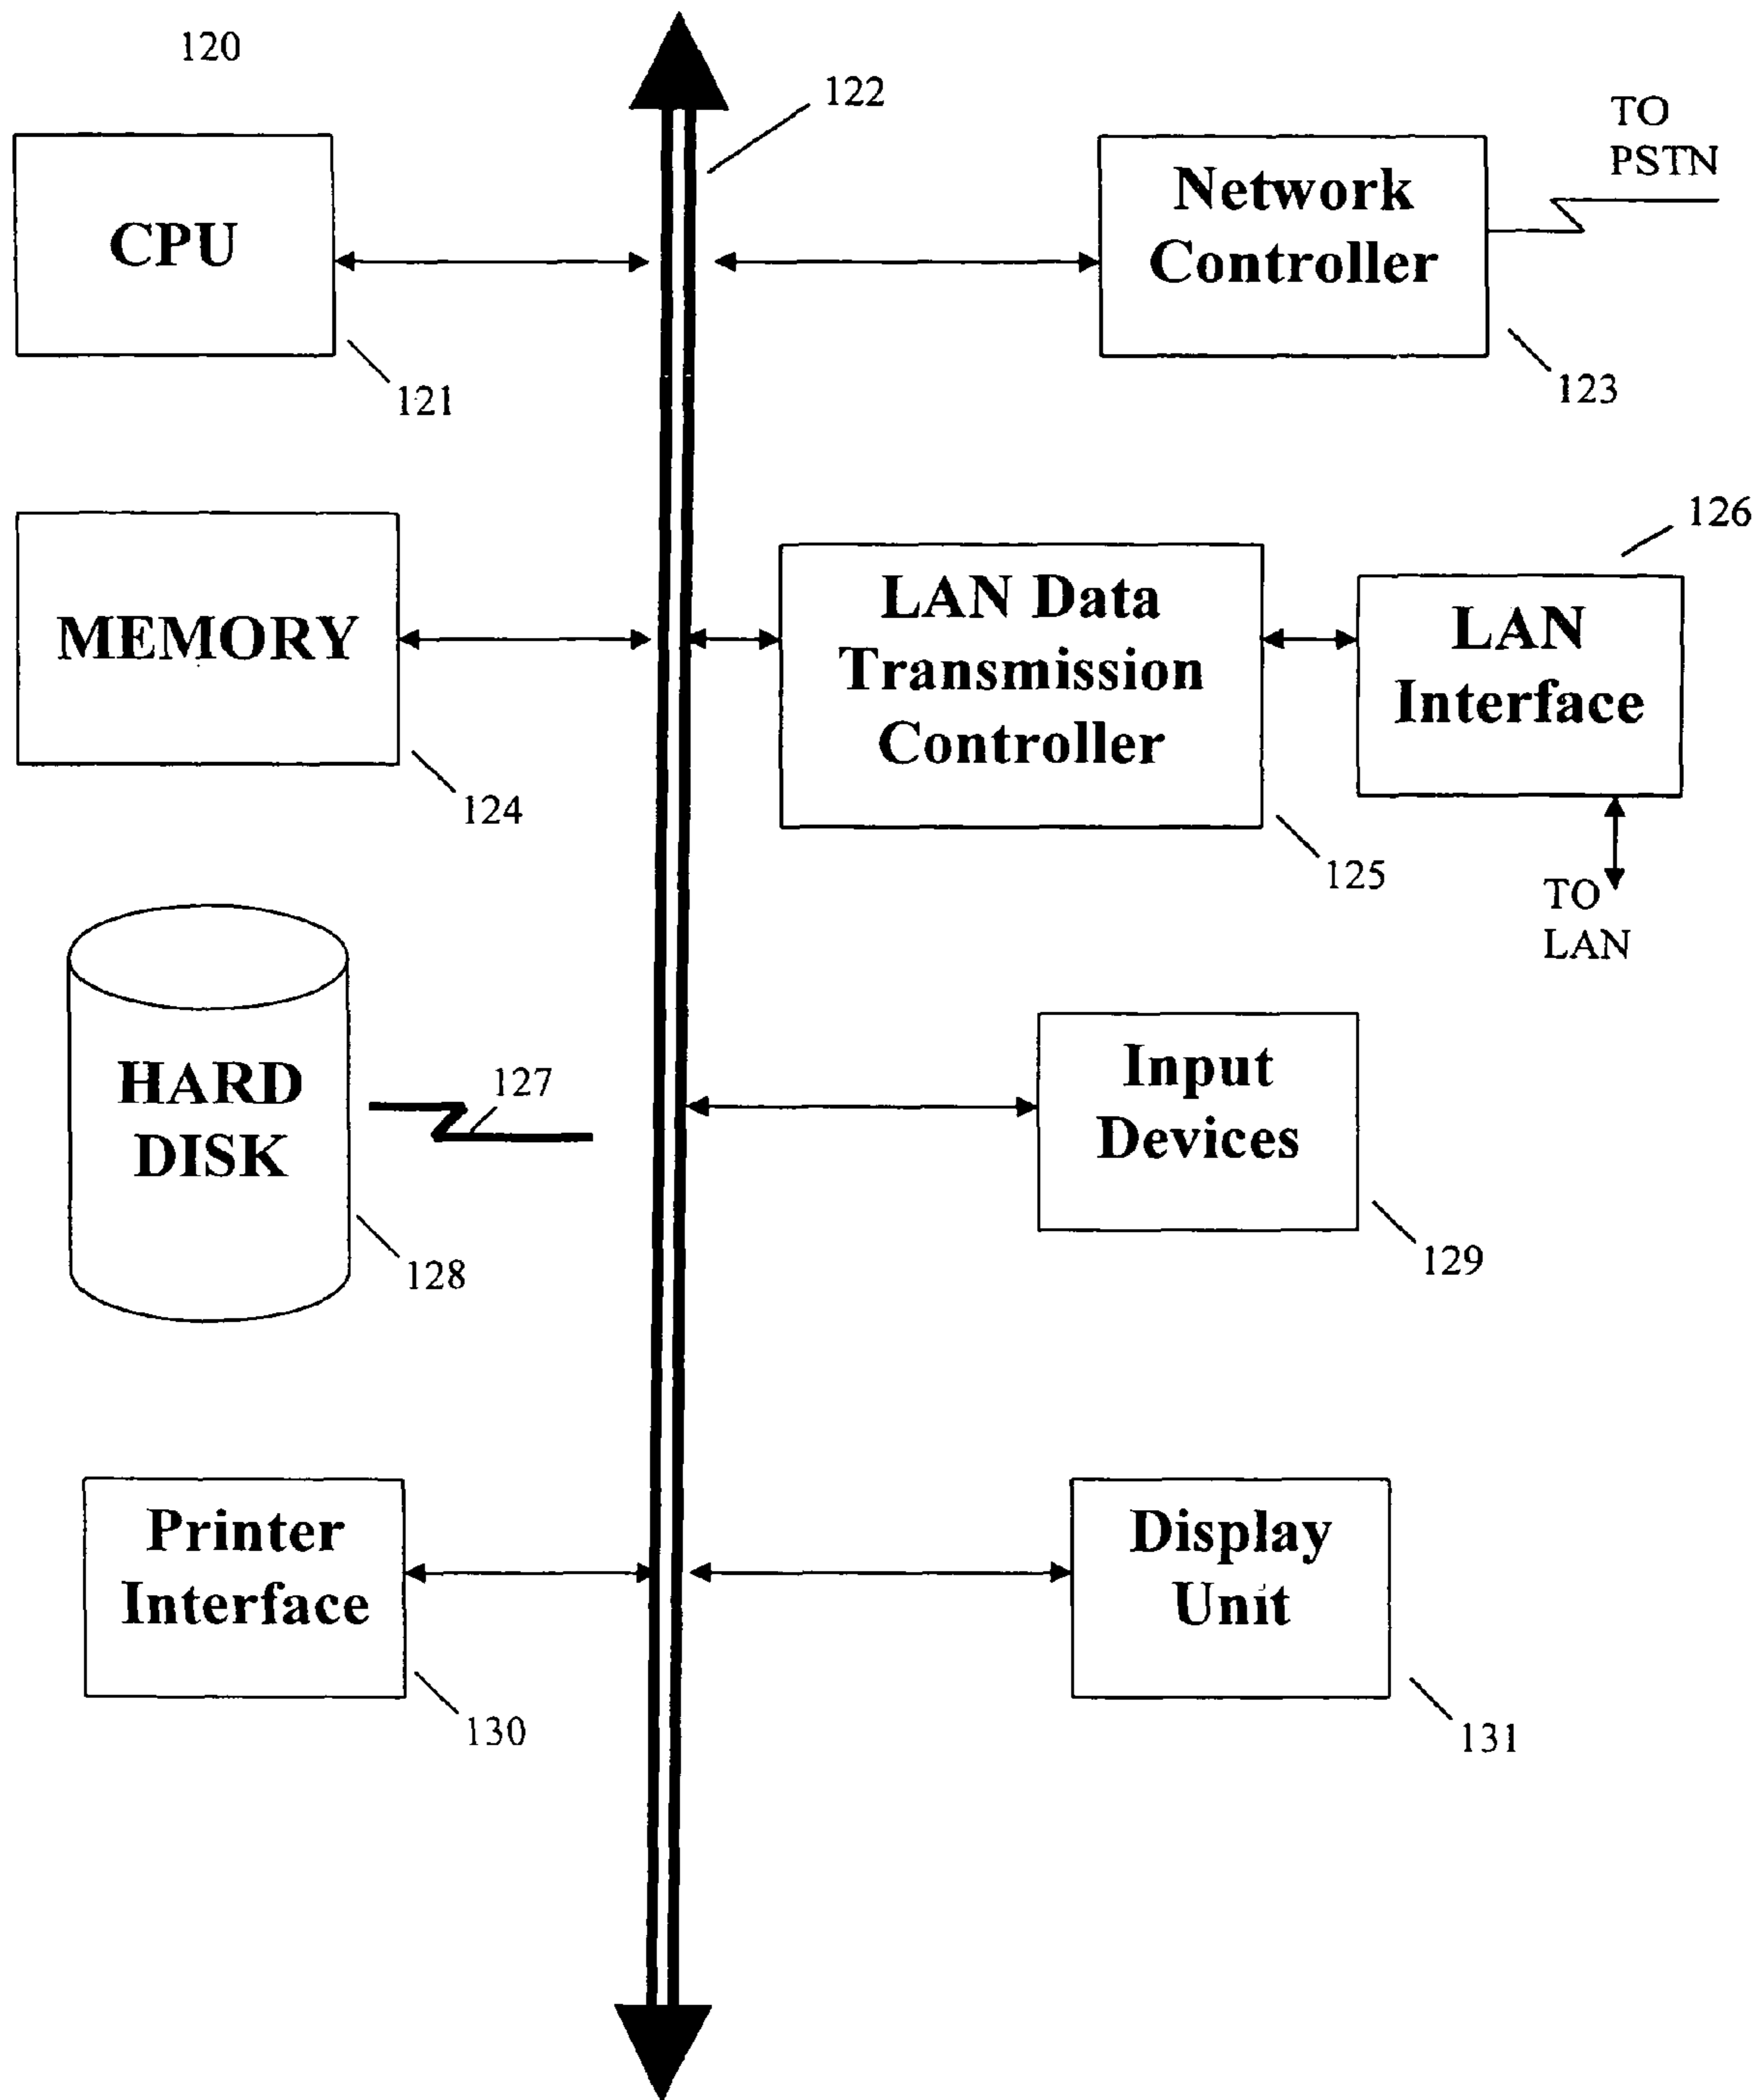 120
122
TO
PSTN
CPU
121
Network
Controller
123
MEMORY
124
LAN Data
Transmission
Controller
125
126
LAN
Interface
TO
LAN
HARD
DISK
127
128
Input
Devices
129
Printer
Interface
130
Display
Unit
131